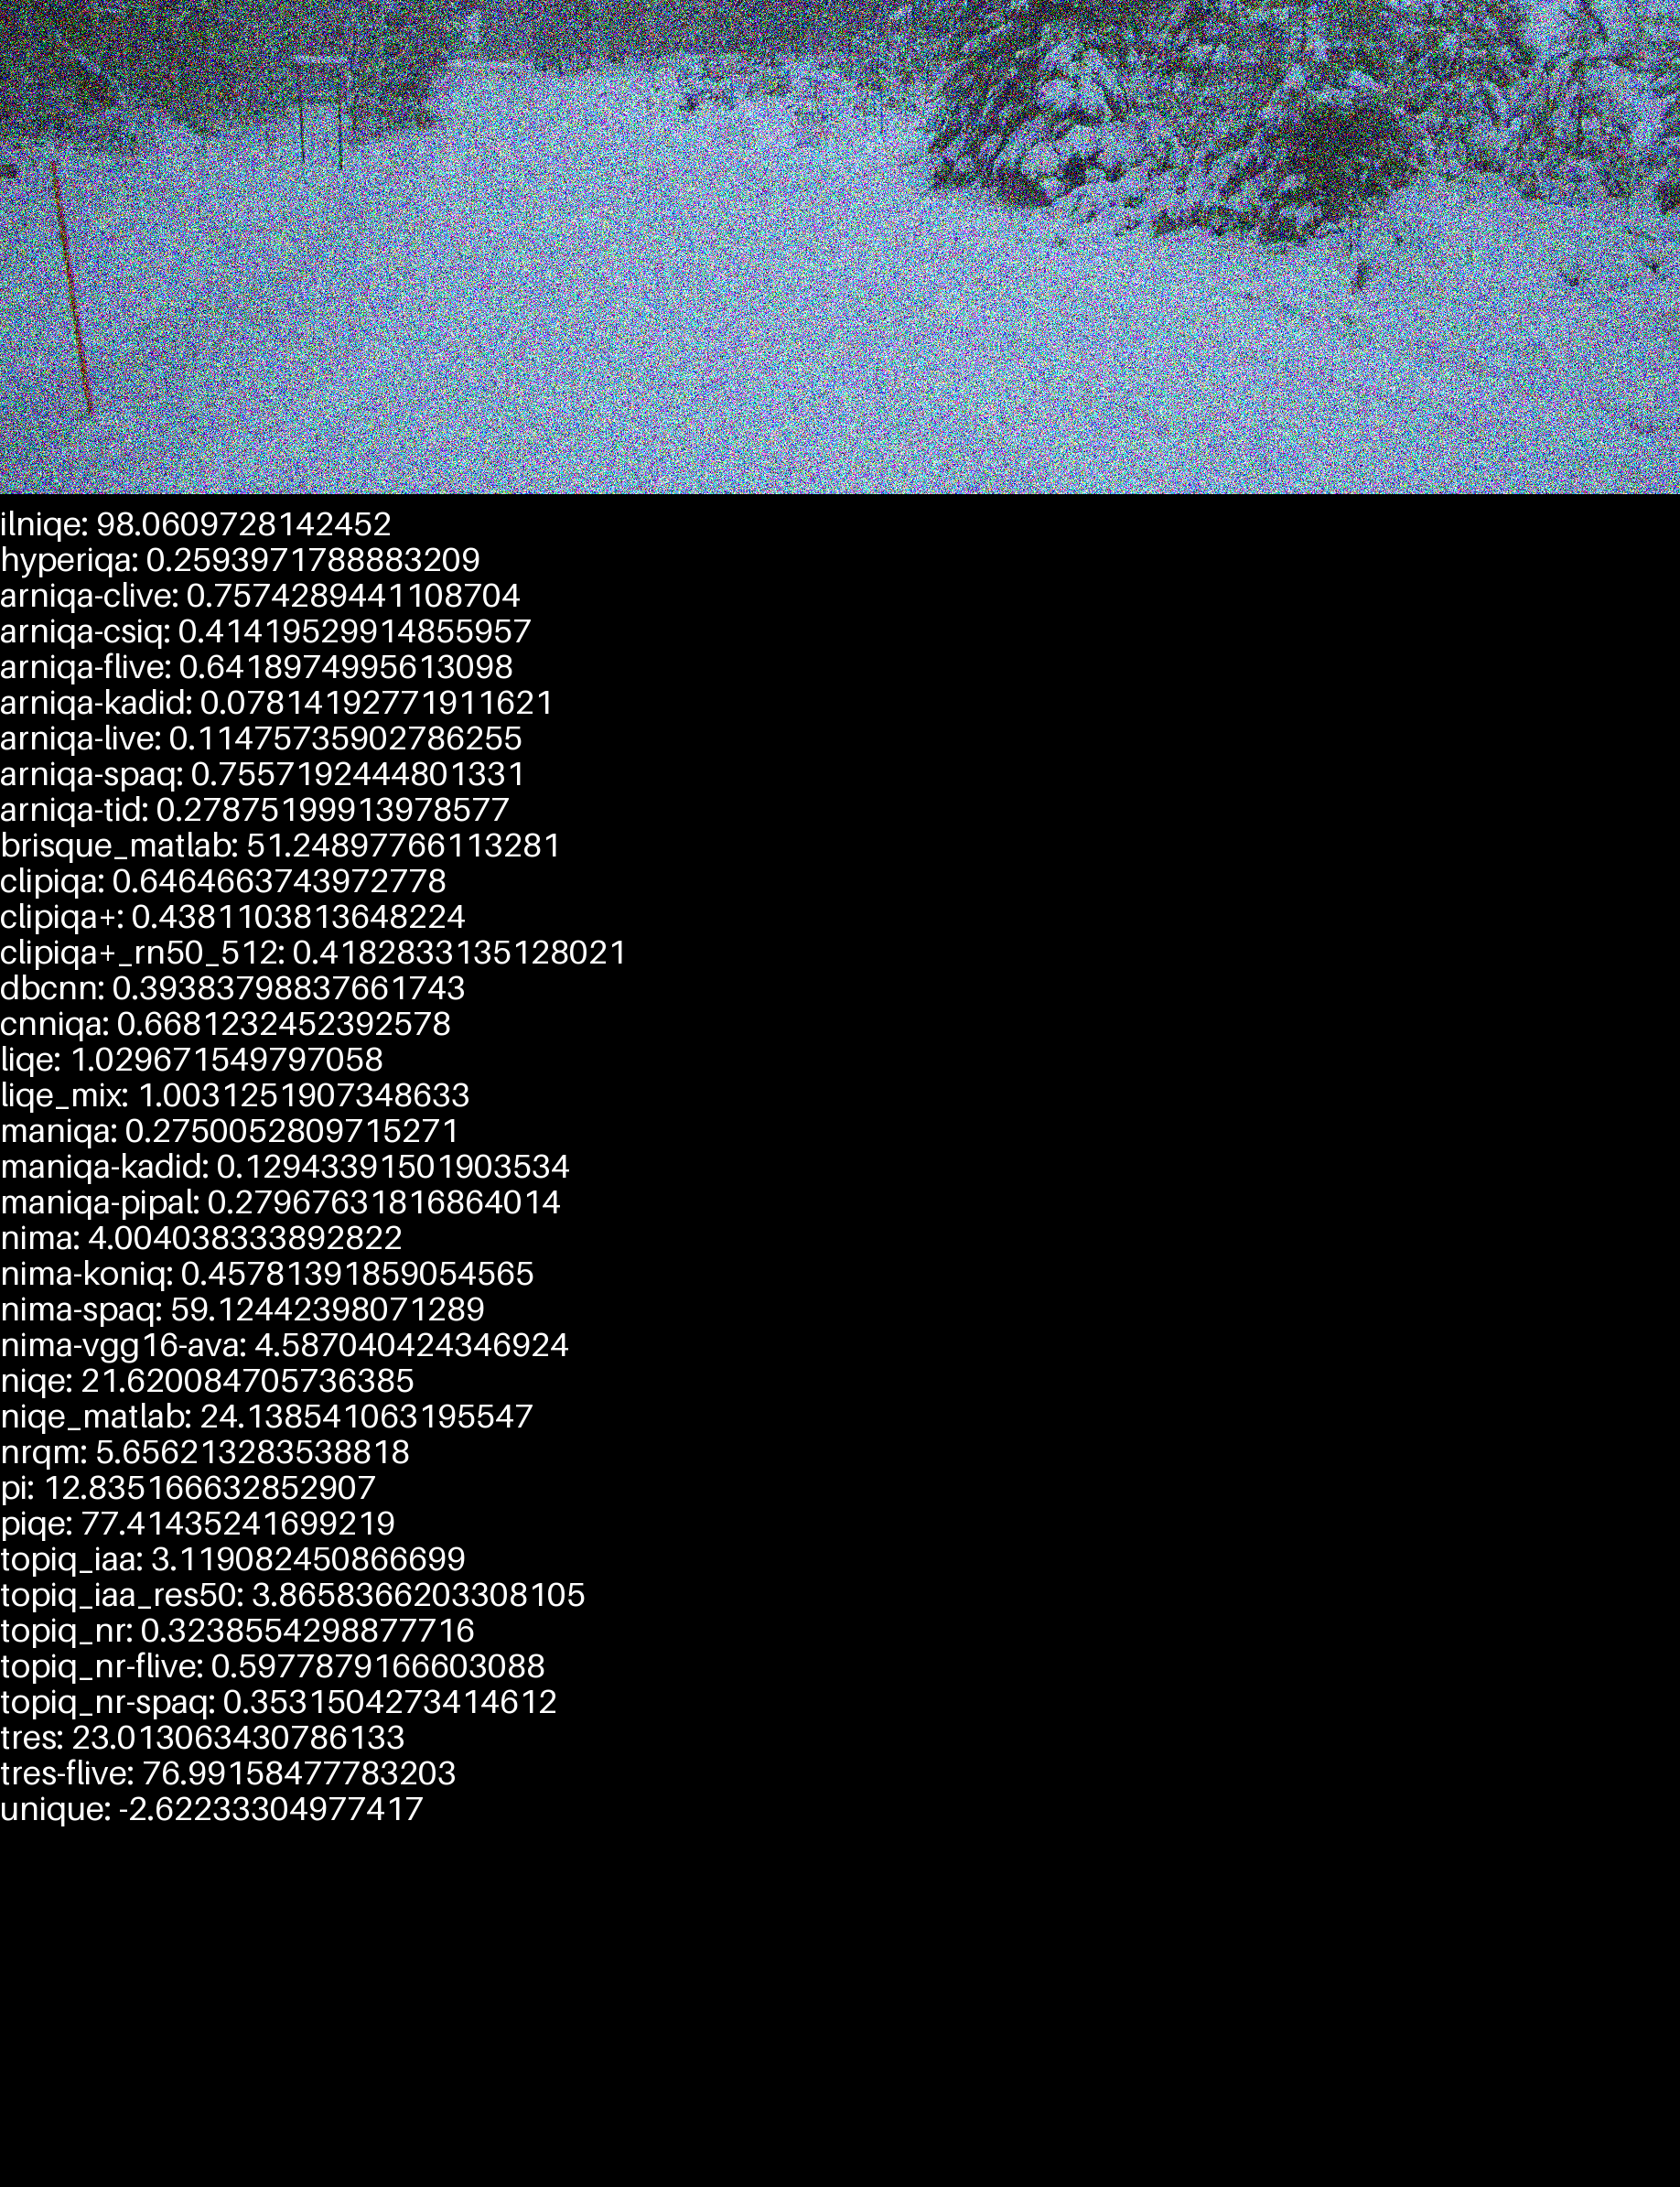 ilniqe: 98.0609728142452
hyperiqa: 0.2593971788883209
arniqa-clive: 0.7574289441108704
arniqa-csiq: 0.41419529914855957
arniqa-flive: 0.6418974995613098
arniqa-kadid: 0.07814192771911621
arniqa-live: 0.11475735902786255
arniqa-spaq: 0.7557192444801331
arniqa-tid: 0.27875199913978577
brisque_matlab: 51.24897766113281
clipiqa: 0.6464663743972778
clipiqa+: 0.4381103813648224
clipiqa+_rn50_512: 0.4182833135128021
dbcnn: 0.39383798837661743
cnniqa: 0.6681232452392578
liqe: 1.029671549797058
liqe_mix: 1.0031251907348633
maniqa: 0.2750052809715271
maniqa-kadid: 0.12943391501903534
maniqa-pipal: 0.27967631816864014
nima: 4.004038333892822
nima-koniq: 0.45781391859054565
nima-spaq: 59.12442398071289
nima-vgg16-ava: 4.587040424346924
niqe: 21.620084705736385
niqe_matlab: 24.138541063195547
nrqm: 5.656213283538818
pi: 12.835166632852907
piqe: 77.41435241699219
topiq_iaa: 3.119082450866699
topiq_iaa_res50: 3.8658366203308105
topiq_nr: 0.3238554298877716
topiq_nr-flive: 0.5977879166603088
topiq_nr-spaq: 0.3531504273414612
tres: 23.013063430786133
tres-flive: 76.99158477783203
unique: -2.62233304977417